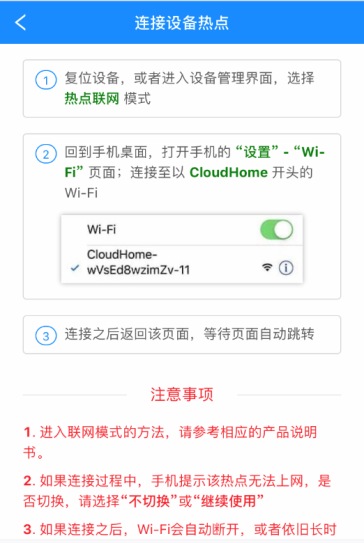 连接设备热点
1 复位设备，或者进入设备管理界面，选择
热点联网 模式
2 回到手机桌面，打开手机的 “设置” - “Wi-
Fi” 页面；连接至以 CloudHome 开头的
Wi-Fi
Wi-Fi
CloudHome-
wVsEd8wzimZv-11
3 连接之后返回该页面，等待页面自动跳转
注意事项
1. 进入联网模式的方法，请参考相应的产品说明
书。
2. 如果连接过程中，手机提示该热点无法上网，是
否切换，请选择“不切换”或“继续使用”
3. 如果连接之后，Wi-Fi会自动断开，或者依旧长时